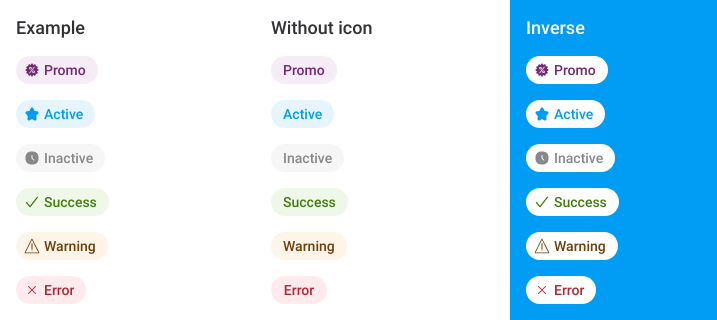 Example
Promo
Active
Inactive
Success
Warning
Error
Without icon
Promo
Active
Inactive
Success
Warning
Error
Inverse
Promo
Active
Inactive
Success
Warning
Error